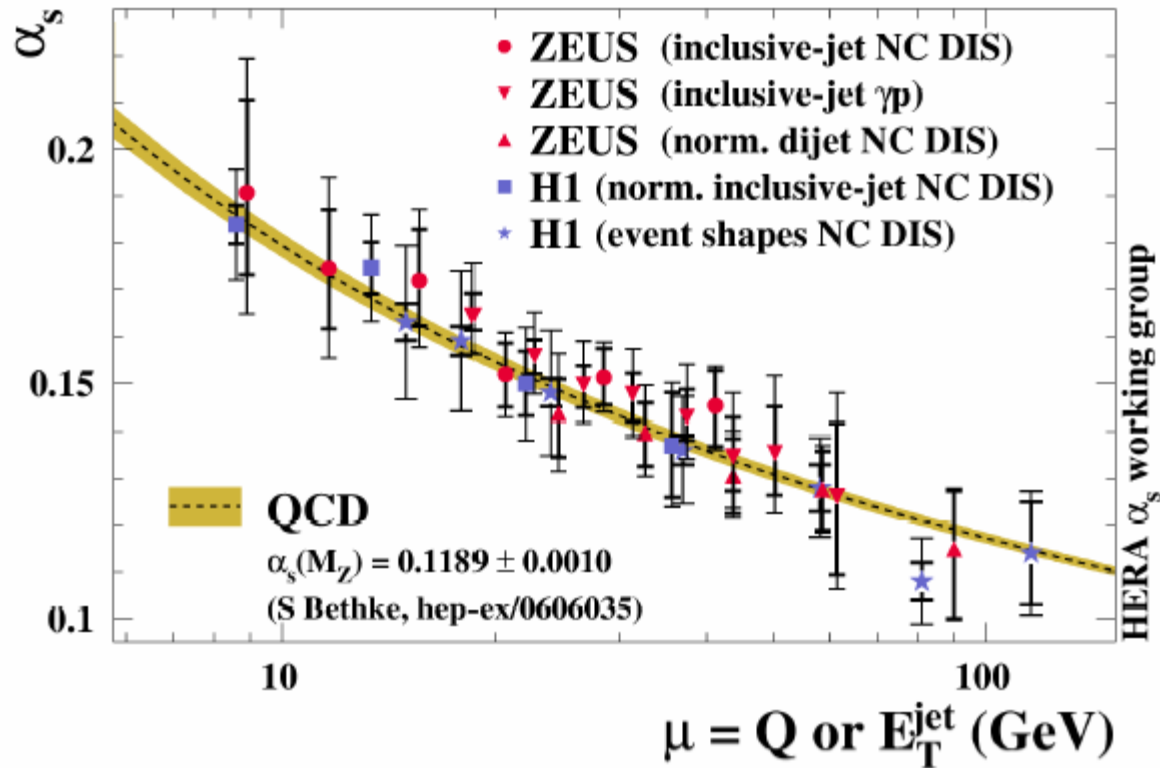 αs
0.2
0.15
0.1
ZEUS (inclusive-jet NC DIS)
ZEUS (inclusive-jet γp)
ZEUS (norm. dijet NC DIS)
H1 (norm. inclusive-jet NC DIS)
H1 (event shapes NC DIS)
QCD
αs(MZ) = 0.1189 ± 0.0010
(S Bethke, hep-ex/0606035)
HERA αs working group
10
100
μ = Q or E_T^jet (GeV)